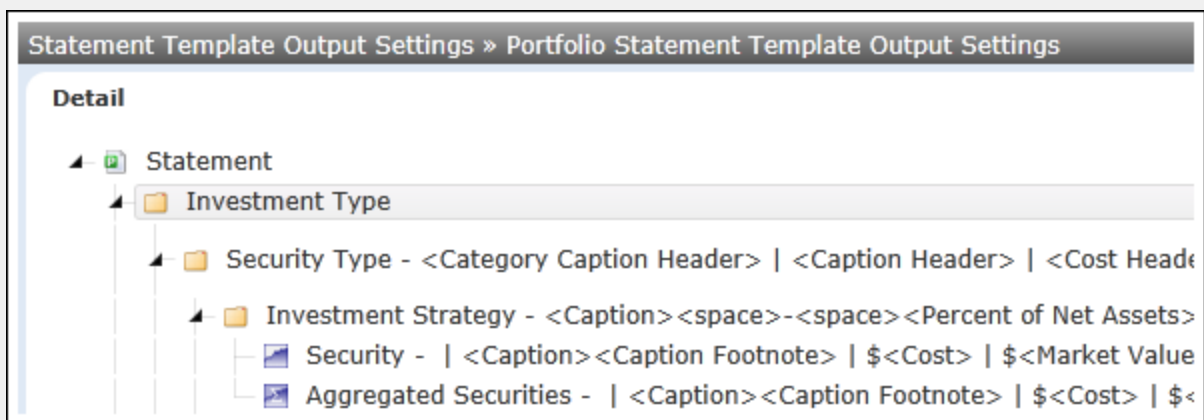 Statement Template Output Settings » Portfolio Statement Template Output Settings
Detail
Statement
Investment Type
Security Type - <Category Caption Header> | <Caption Header> | <Cost Heade
Investment Strategy - <Caption><space>-<space><Percent of Net Assets>
Security - | <Caption><Caption Footnote> | $<Cost> | $<Market Value
Aggregated Securities - | <Caption><Caption Footnote> | $<Cost> | $<